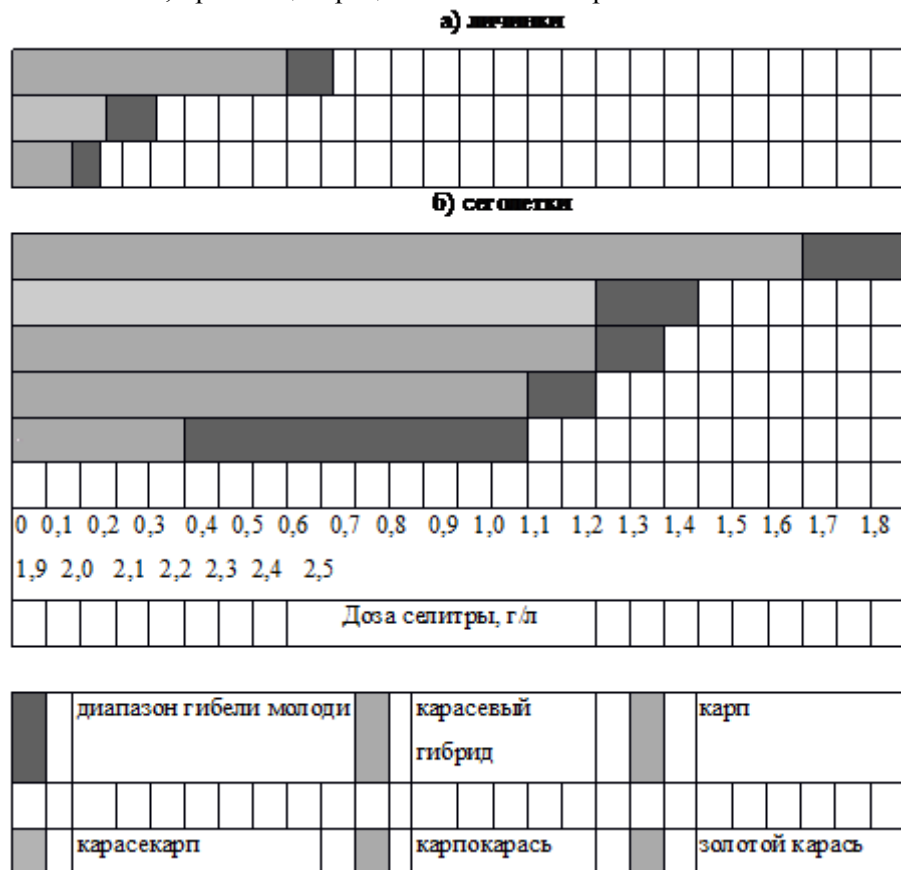 а) личинки
б) сеголетки
0 0,1 0,2 0,3 0,4 0,5 0,6 0,7 0,8 0,9 1,0 1,1 1,2 1,3 1,4 1,5 1,6 1,7 1,8
1,9 2,0 2,1 2,2 2,3 2,4 2,5
Доза селитры, г/л
диапазон гибели молоди
карасевый
гибрид
карп
карасекарп
карпокарась
золотой карась